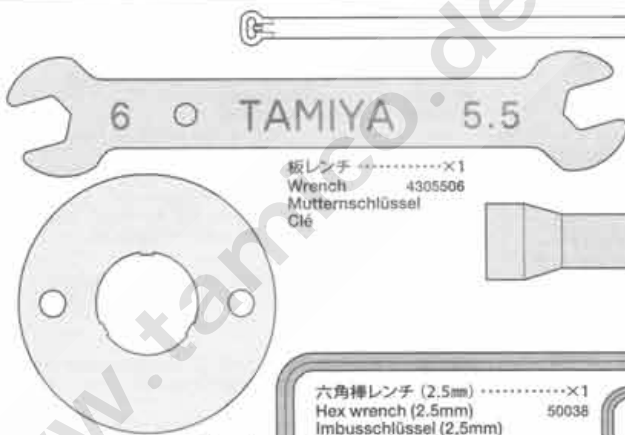 6 TAMIYA 5.5
板レンチ ············×1
Wrench 4305506
Mutternschlüssel
Clé
六角棒レンチ (2.5mm) ············×1
Hex wrench (2.5mm) 50038
Imbusschlüssel (2,5mm)
www.tamico.de